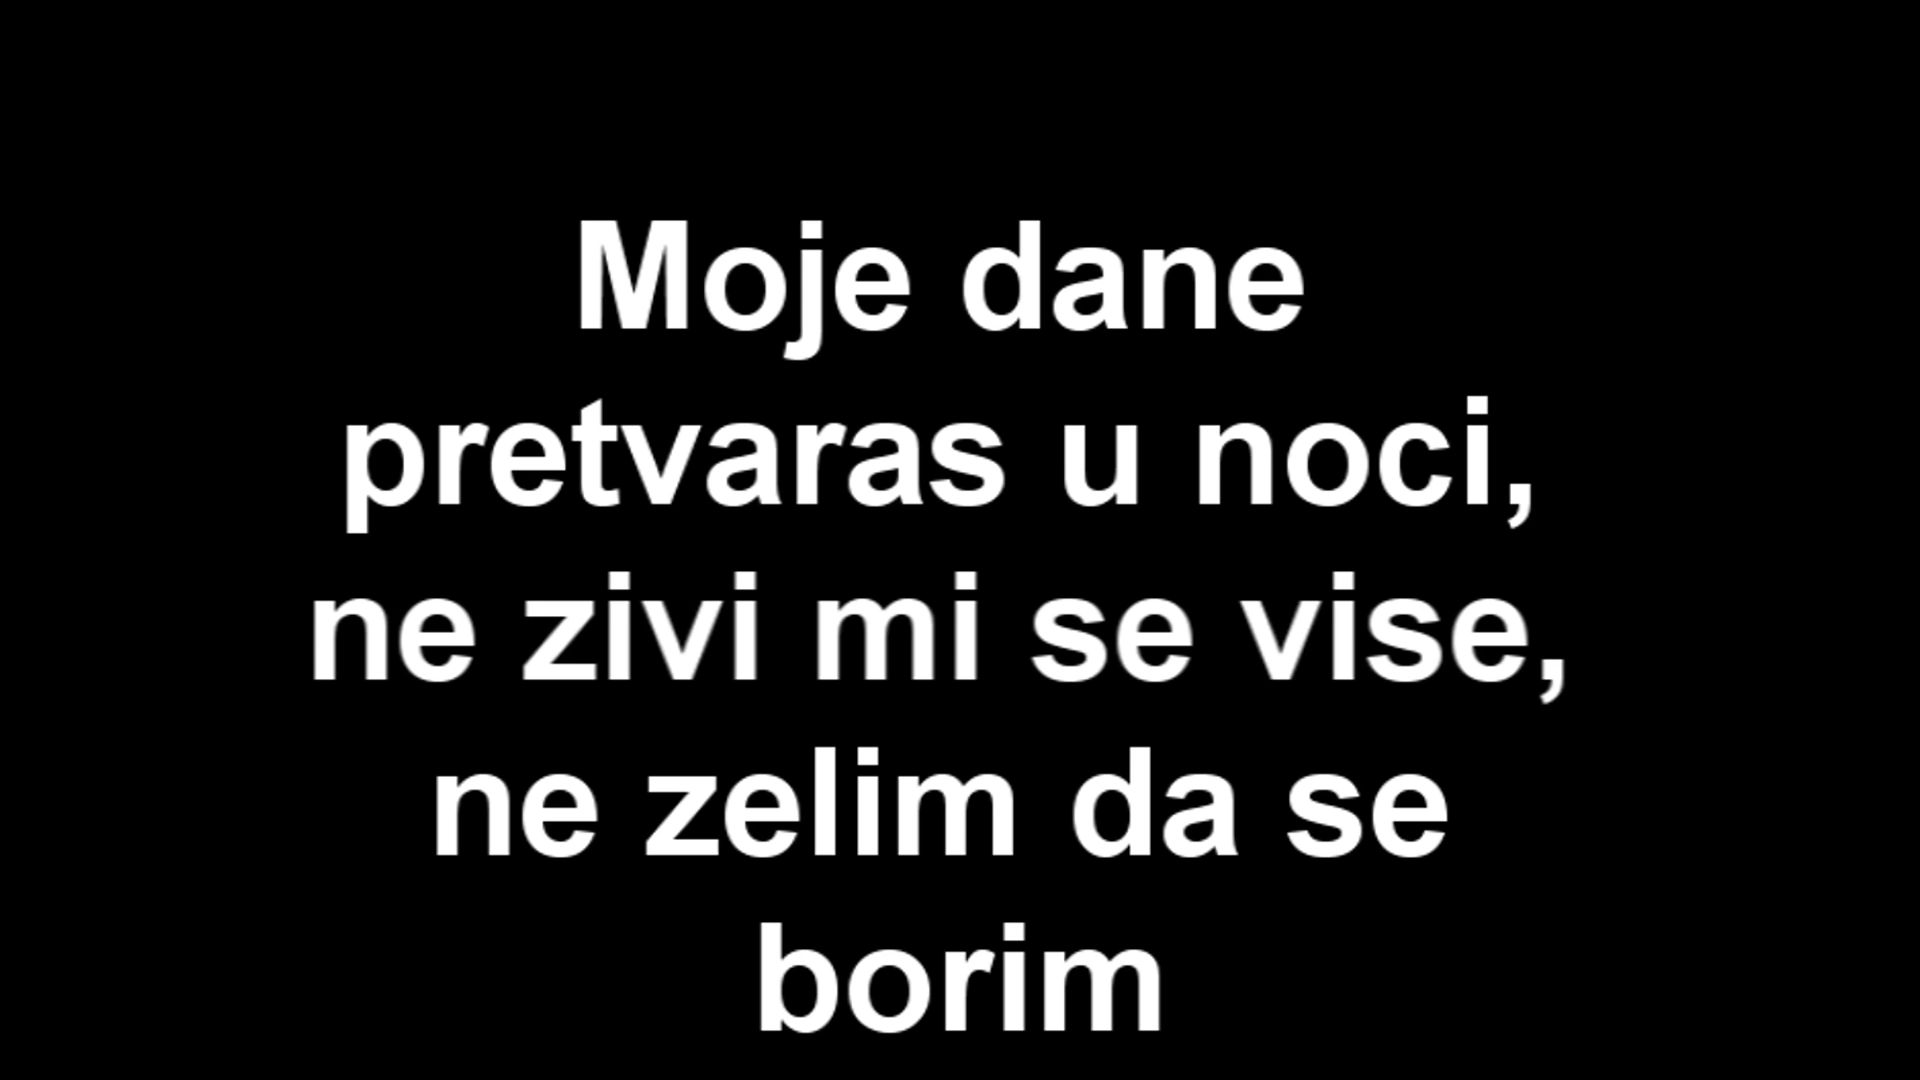 Moje dane
pretvaras u noci,
ne zivi mi se vise,
ne zelim da se
borim